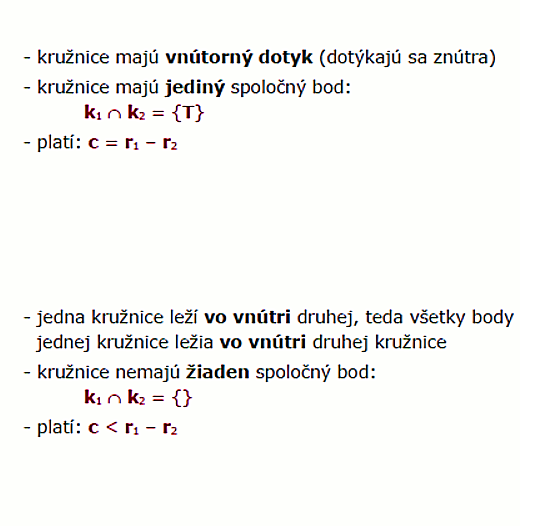 - kružnice majú vnútorný dotyk (dotýkajú sa znútra)
- kružnice majú jediný spoločný bod:
k₁ ∩ k₂ = {T}
- platí: c = r₁ – r₂
- jedna kružnice leží vo vnútri druhej, teda všetky body
jednej kružnice ležia vo vnútri druhej kružnice
- kružnice nemajú žiaden spoločný bod:
k₁ ∩ k₂ = {}
- platí: c < r₁ – r₂